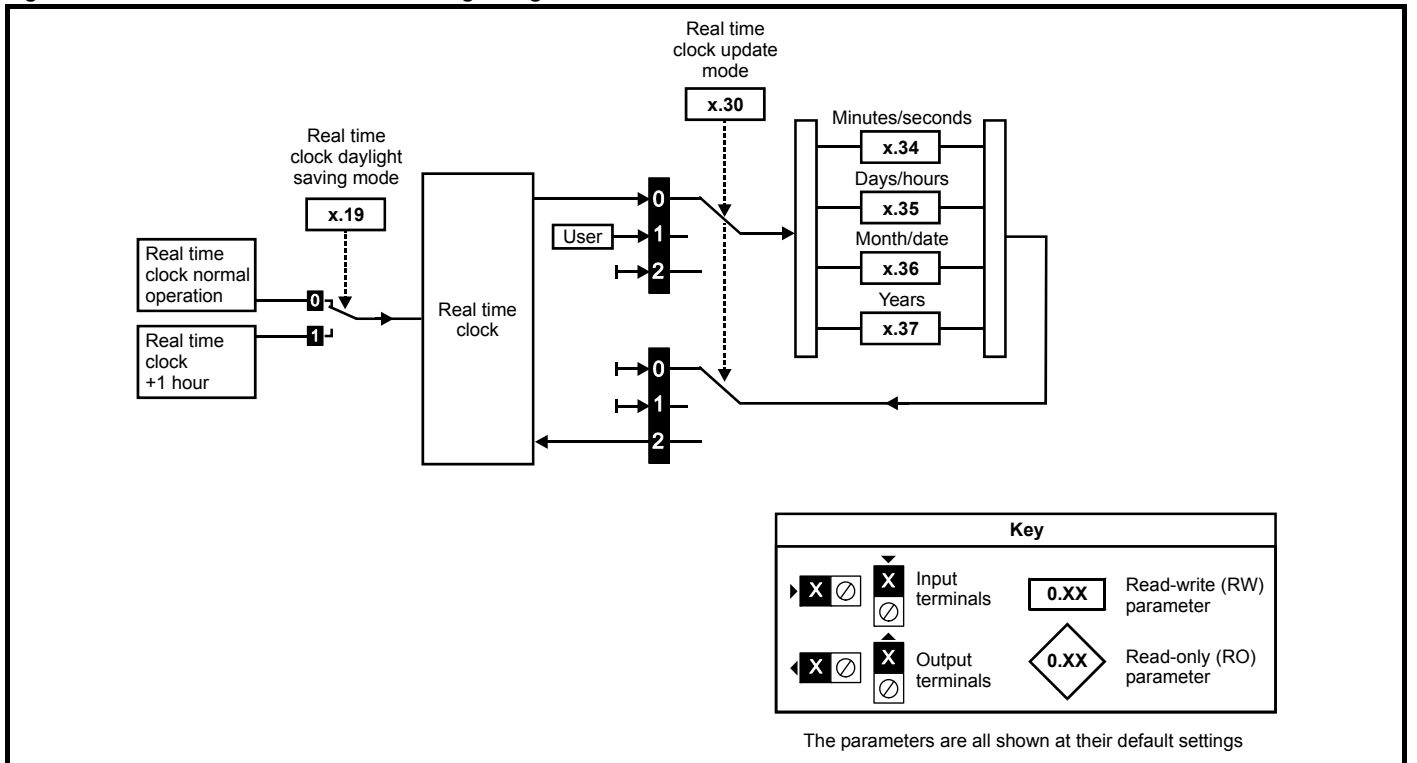 Real time
clock update
mode
x.30
Real time
clock daylight
saving mode
x.19
Real time
clock normal
operation
0
Real time
clock
+1 hour
1
Real time
clock
0
User
1
2
0
1
2
Minutes/seconds
x.34
Days/hours
x.35
Month/date
x.36
Years
x.37
Key
X
X
Input
terminals
0.XX
Read-write (RW)
parameter
X
X
Output
terminals
0.XX
Read-only (RO)
parameter
The parameters are all shown at their default settings